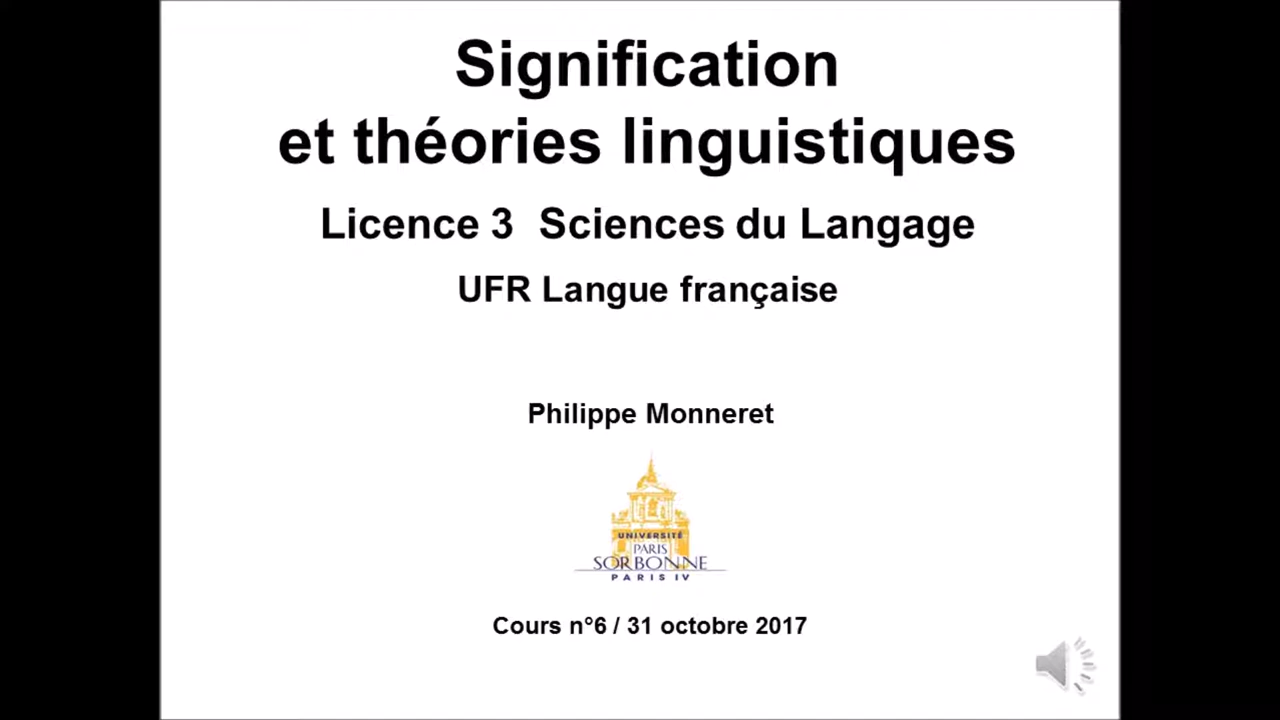 Signification
et théories linguistiques
Licence 3 Sciences du Langage
UFR Langue française
Philippe Monneret
UNIVERSITÉ
PARIS
SORBONNE
PARIS IV
Cours n°6 / 31 octobre 2017